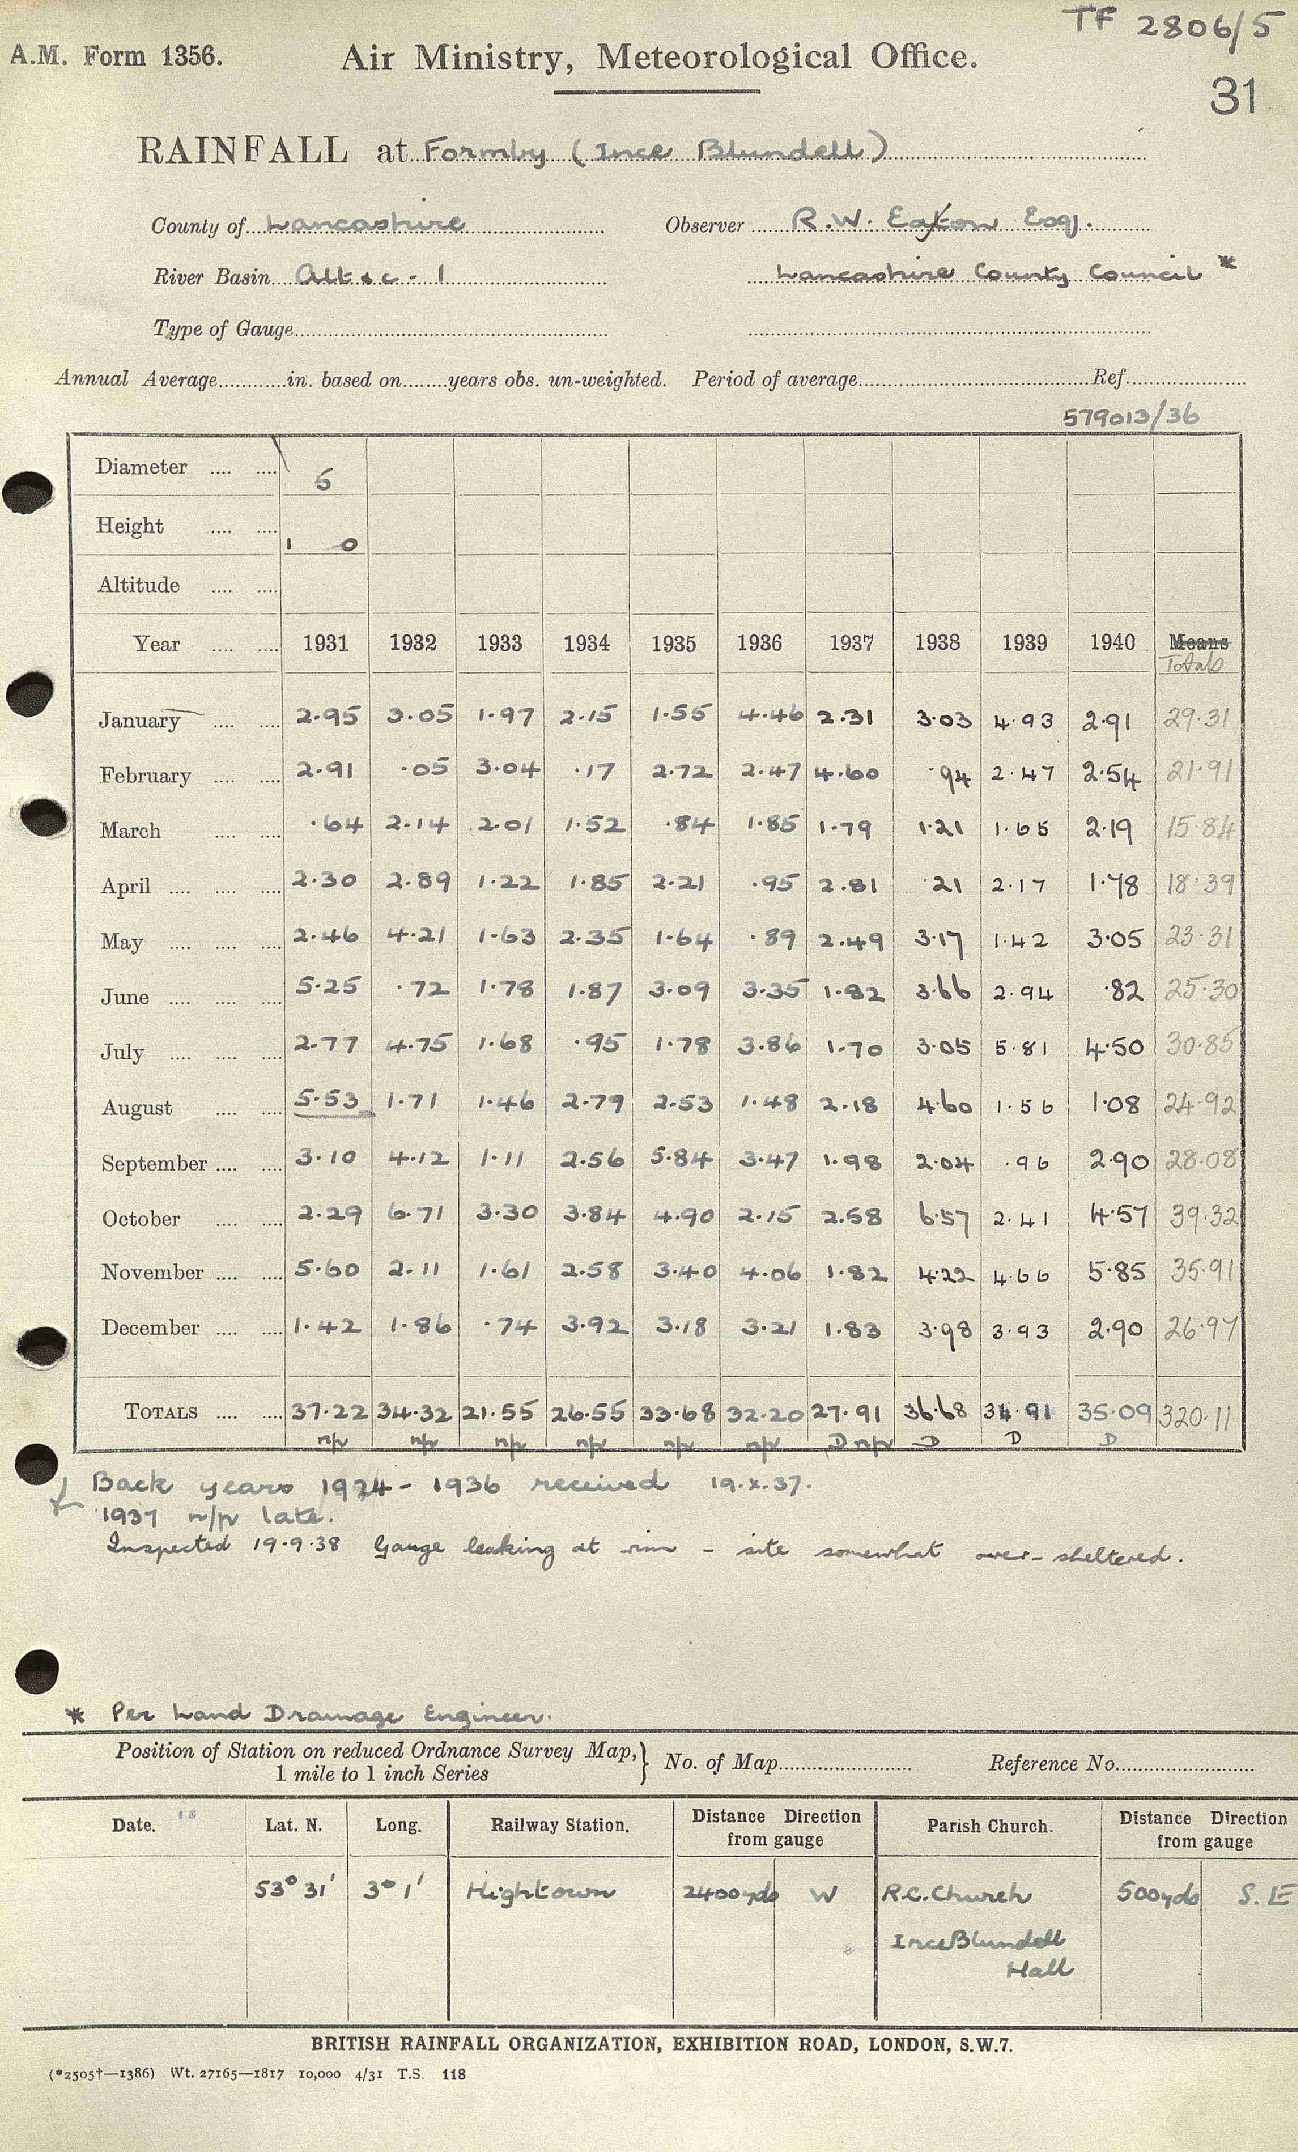 TF 2806/5
A.M. Form 1356. Air Ministry, Meteorological Office.
31
RAINFALL at Formby (Ince Blundell)
County of Lancashire Observer R.W. Eaton Esq.
River Basin Alt &c - 1 Lancashire County Council *
Type of Gauge
Annual Average in. based on years obs. un-weighted. Period of average Ref.
579013/36
Diameter 5
Height 1 0
Altitude
Year 1931 1932 1933 1934 1935 1936 1937 1938 1939 1940 Means
Totals
January 2.95 3.05 1.97 2.15 1.55 4.46 2.31 3.03 4.93 2.91 29.31
February 2.91 .05 3.04 .17 2.72 2.47 4.60 .94 2.47 2.54 21.91
March .64 2.14 2.01 1.52 .84 1.85 1.79 1.21 1.65 2.19 15.84
April 2.30 2.89 1.22 1.85 2.21 .95 2.81 .21 2.17 1.78 18.39
May 2.46 4.21 1.63 2.35 1.64 .89 2.49 3.17 1.42 3.05 23.31
June 5.25 .72 1.78 1.87 3.09 3.35 1.82 3.66 2.94 .82 25.30
July 2.77 4.75 1.68 .95 1.78 3.86 1.70 3.05 5.81 4.50 30.85
August 5.53 1.71 1.46 2.79 2.53 1.48 2.18 4.60 1.56 1.08 24.92
September 3.10 4.12 1.11 2.56 5.84 3.47 1.98 2.04 .96 2.90 28.08
October 2.29 6.71 3.30 3.84 4.90 2.15 2.58 6.57 2.41 4.57 39.32
November 5.60 2.11 1.61 2.58 3.40 4.06 1.82 4.22 4.66 5.85 35.91
December 1.42 1.86 .74 3.92 3.18 3.21 1.83 3.98 3.93 2.90 26.97
TOTALS 37.22 34.32 21.55 26.55 33.68 32.20 27.91 36.68 34.91 35.09 320.11
n/p n/p n/p n/p n/p n/p D n/p D D D
Back years 1924 - 1936 received 19.X.37.
1937 n/p late.
Inspected 19.9.38 Gauge leaking at rim - site somewhat over-sheltered.
* Per Land Drainage Engineer.
Position of Station on reduced Ordnance Survey Map,
1 mile to 1 inch Series } No. of Map Reference No.
Date. Lat. N. Long. Railway Station. Distance Direction from gauge Parish Church. Distance Direction from gauge
53° 31' 3° 1' Hightown 2400yds W R.C. Church 500yds S.E
Ince Blundell
Hall
BRITISH RAINFALL ORGANIZATION, EXHIBITION ROAD, LONDON, S.W.7.
(*2505†—1386) Wt. 27165—1817 10,000 4/31 T.S. 118